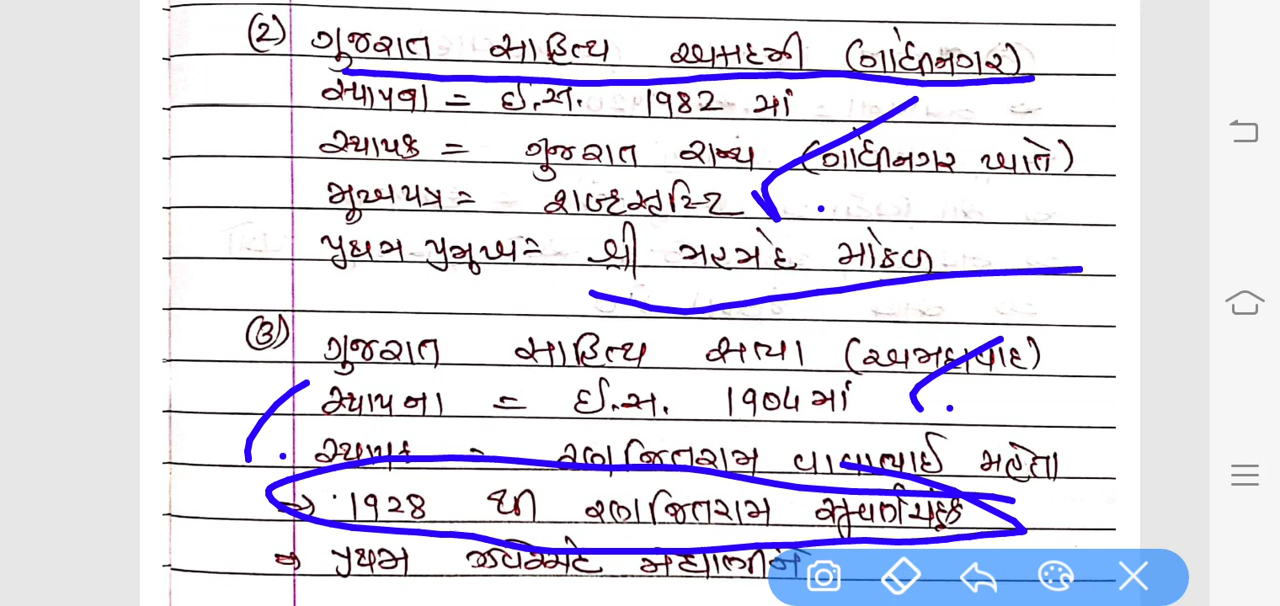 (2) ગુજરાત સાહિત્ય અકાદમી (ગાંધીનગર)
સ્થાપના = ઈ.સ. 1982 માં
સ્થાપક = ગુજરાત રાજ્ય (ગાંધીનગર ખાતે)
મુખપત્ર = શબ્દસૃષ્ટિ
પ્રથમ પ્રમુખ = શ્રી મોકળ
(3) ગુજરાત સાહિત્ય સભા (અમદાવાદ)
સ્થાપના = ઈ.સ. 1904 માં
સ્થાપક = રણજિતરામ વાવાભાઈ મહેતા
⇒ 1928 થી રણજિતરામ સુવર્ણચંદ્રક
⇒ પ્રથમ